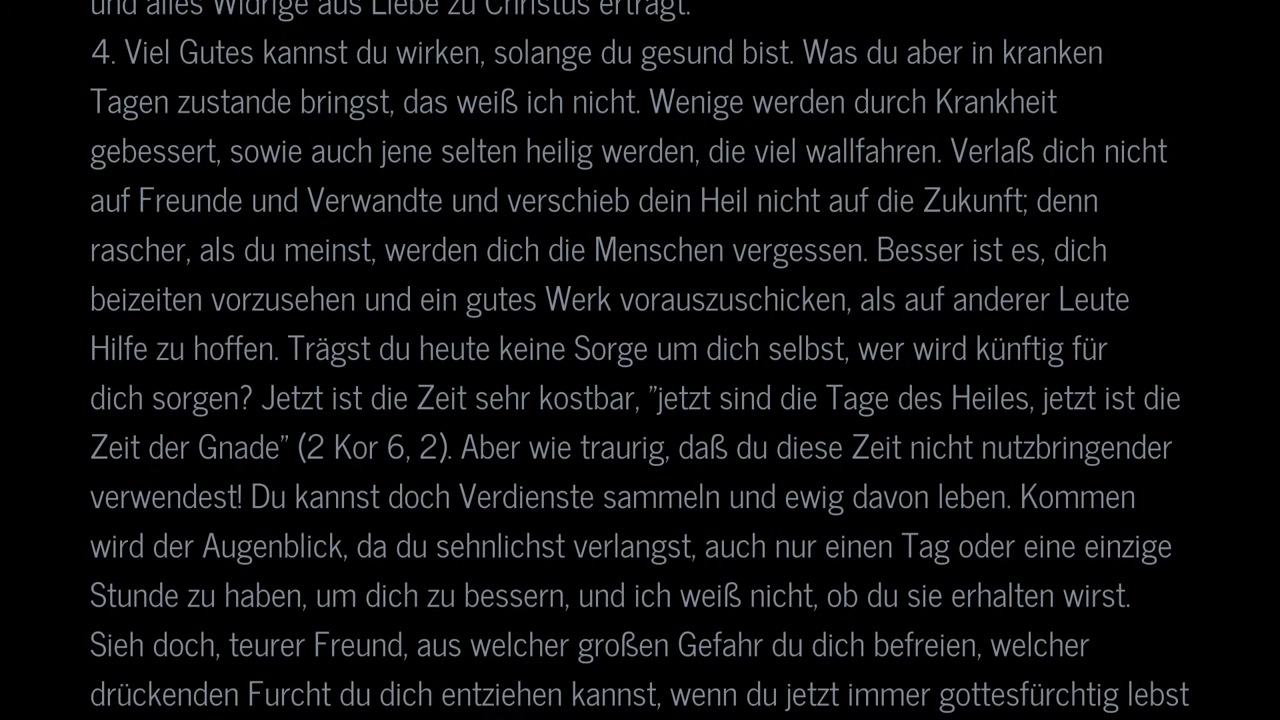 und alles Widrige aus Liebe zu Christus erträgt.
4. Viel Gutes kannst du wirken, solange du gesund bist. Was du aber in kranken
Tagen zustande bringst, das weiß ich nicht. Wenige werden durch Krankheit
gebessert, sowie auch jene selten heilig werden, die viel wallfahren. Verlaß dich nicht
auf Freunde und Verwandte und verschieb dein Heil nicht auf die Zukunft; denn
rascher, als du meinst, werden dich die Menschen vergessen. Besser ist es, dich
beizeiten vorzusehen und ein gutes Werk vorauszuschicken, als auf anderer Leute
Hilfe zu hoffen. Trägst du heute keine Sorge um dich selbst, wer wird künftig für
dich sorgen? Jetzt ist die Zeit sehr kostbar, ”jetzt sind die Tage des Heiles, jetzt ist die
Zeit der Gnade” (2 Kor 6, 2). Aber wie traurig, daß du diese Zeit nicht nutzbringender
verwendest! Du kannst doch Verdienste sammeln und ewig davon leben. Kommen
wird der Augenblick, da du sehnlichst verlangst, auch nur einen Tag oder eine einzige
Stunde zu haben, um dich zu bessern, und ich weiß nicht, ob du sie erhalten wirst.
Sieh doch, teurer Freund, aus welcher großen Gefahr du dich befreien, welcher
drückenden Furcht du dich entziehen kannst, wenn du jetzt immer gottesfürchtig lebst